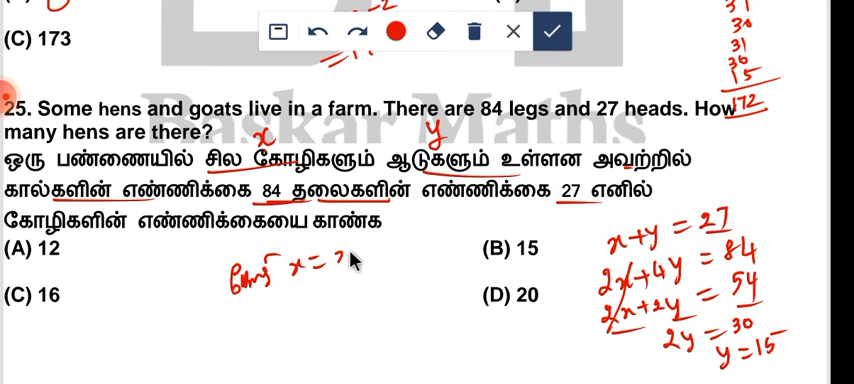 (C) 173
31
30
31
30
15
172
25. Some hens and goats live in a farm. There are 84 legs and 27 heads. How
many hens are there?
x y
ஒரு பண்ணையில் சில கோழிகளும் ஆடுகளும் உள்ளன அவற்றில்
கால்களின் எண்ணிக்கை 84 தலைகளின் எண்ணிக்கை 27 எனில்
கோழிகளின் எண்ணிக்கையை காண்க
(A) 12 (B) 15
(C) 16 (D) 20
x = ?
x+y = 27
2x+4y = 84
2x+2y = 54
2y = 30
y = 15
Baskar Maths